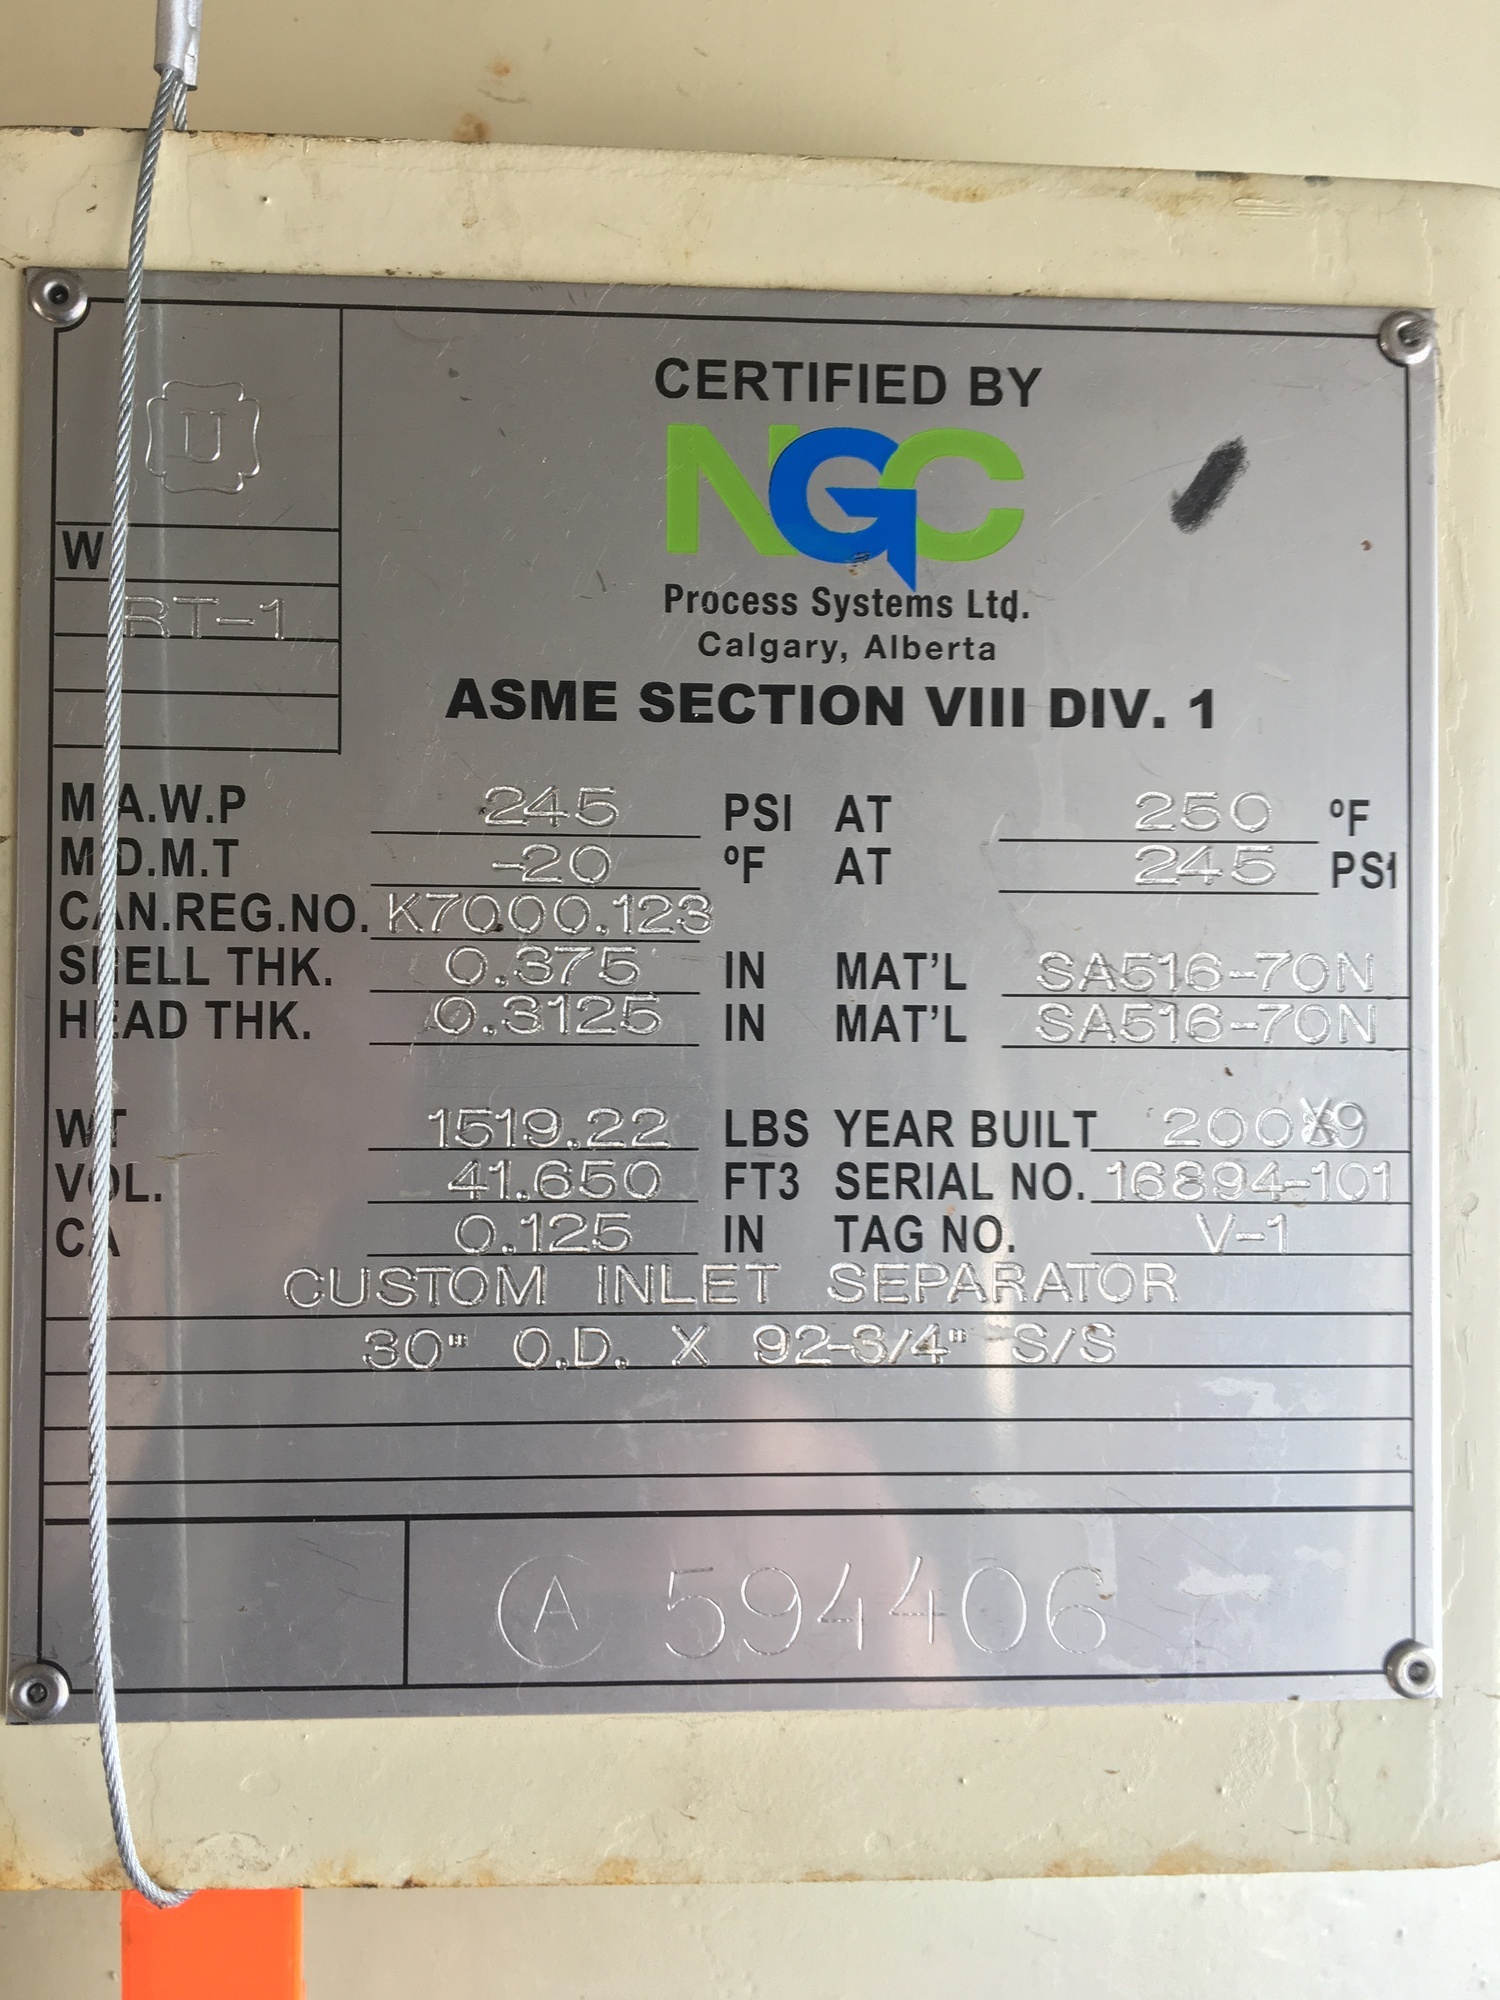 U
CERTIFIED BY
NGC
W
RT-1
Process Systems Ltd.
Calgary, Alberta
ASME SECTION VIII DIV. 1
M.A.W.P 245 PSI AT 250 ºF
M.D.M.T -20 ºF AT 245 PSI
CAN.REG.NO. K7000.123
SHELL THK. 0.375 IN MAT'L SA516-70N
HEAD THK. 0.3125 IN MAT'L SA516-70N
WT 1519.22 LBS YEAR BUILT 2009
VOL. 41.650 FT3 SERIAL NO. 16894-101
CA 0.125 IN TAG NO. V-1
CUSTOM INLET SEPARATOR
30" O.D. X 92-3/4" S/S
A 594406